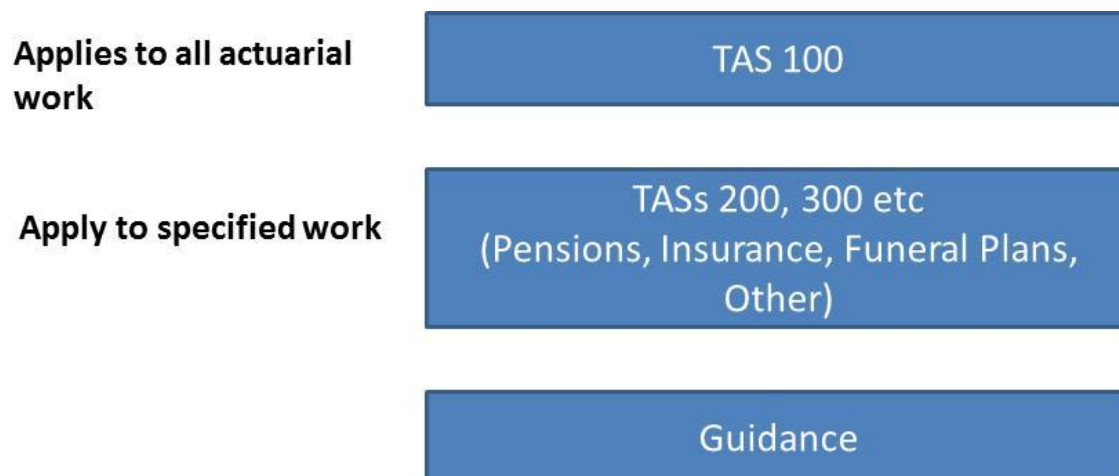 Applies to all actuarial
work
TAS 100
Apply to specified work
TASs 200, 300 etc
(Pensions, Insurance, Funeral Plans,
Other)
Guidance